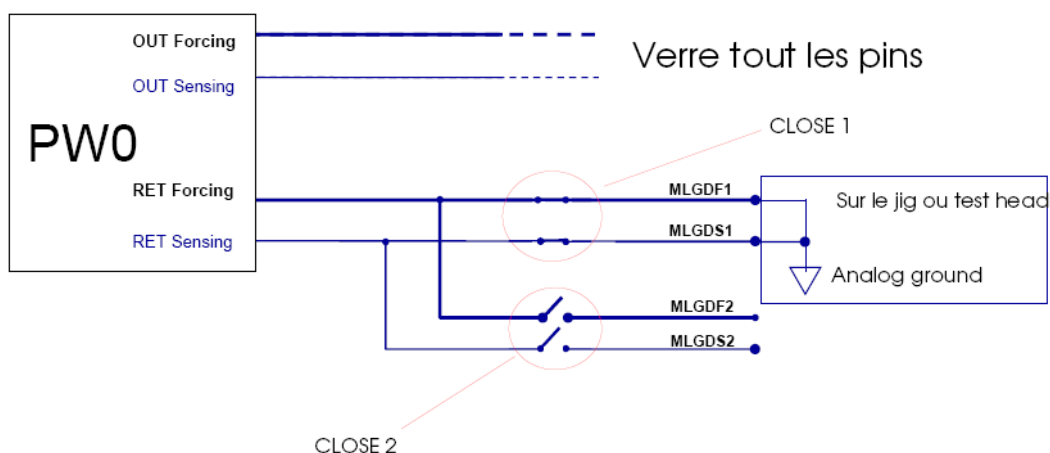 OUT Forcing
Verre tout les pins
OUT Sensing
PW0
CLOSE 1
RET Forcing
MLGDF1
Sur le jig ou test head
RET Sensing
MLGDS1
Analog ground
MLGDF2
MLGDS2
CLOSE 2